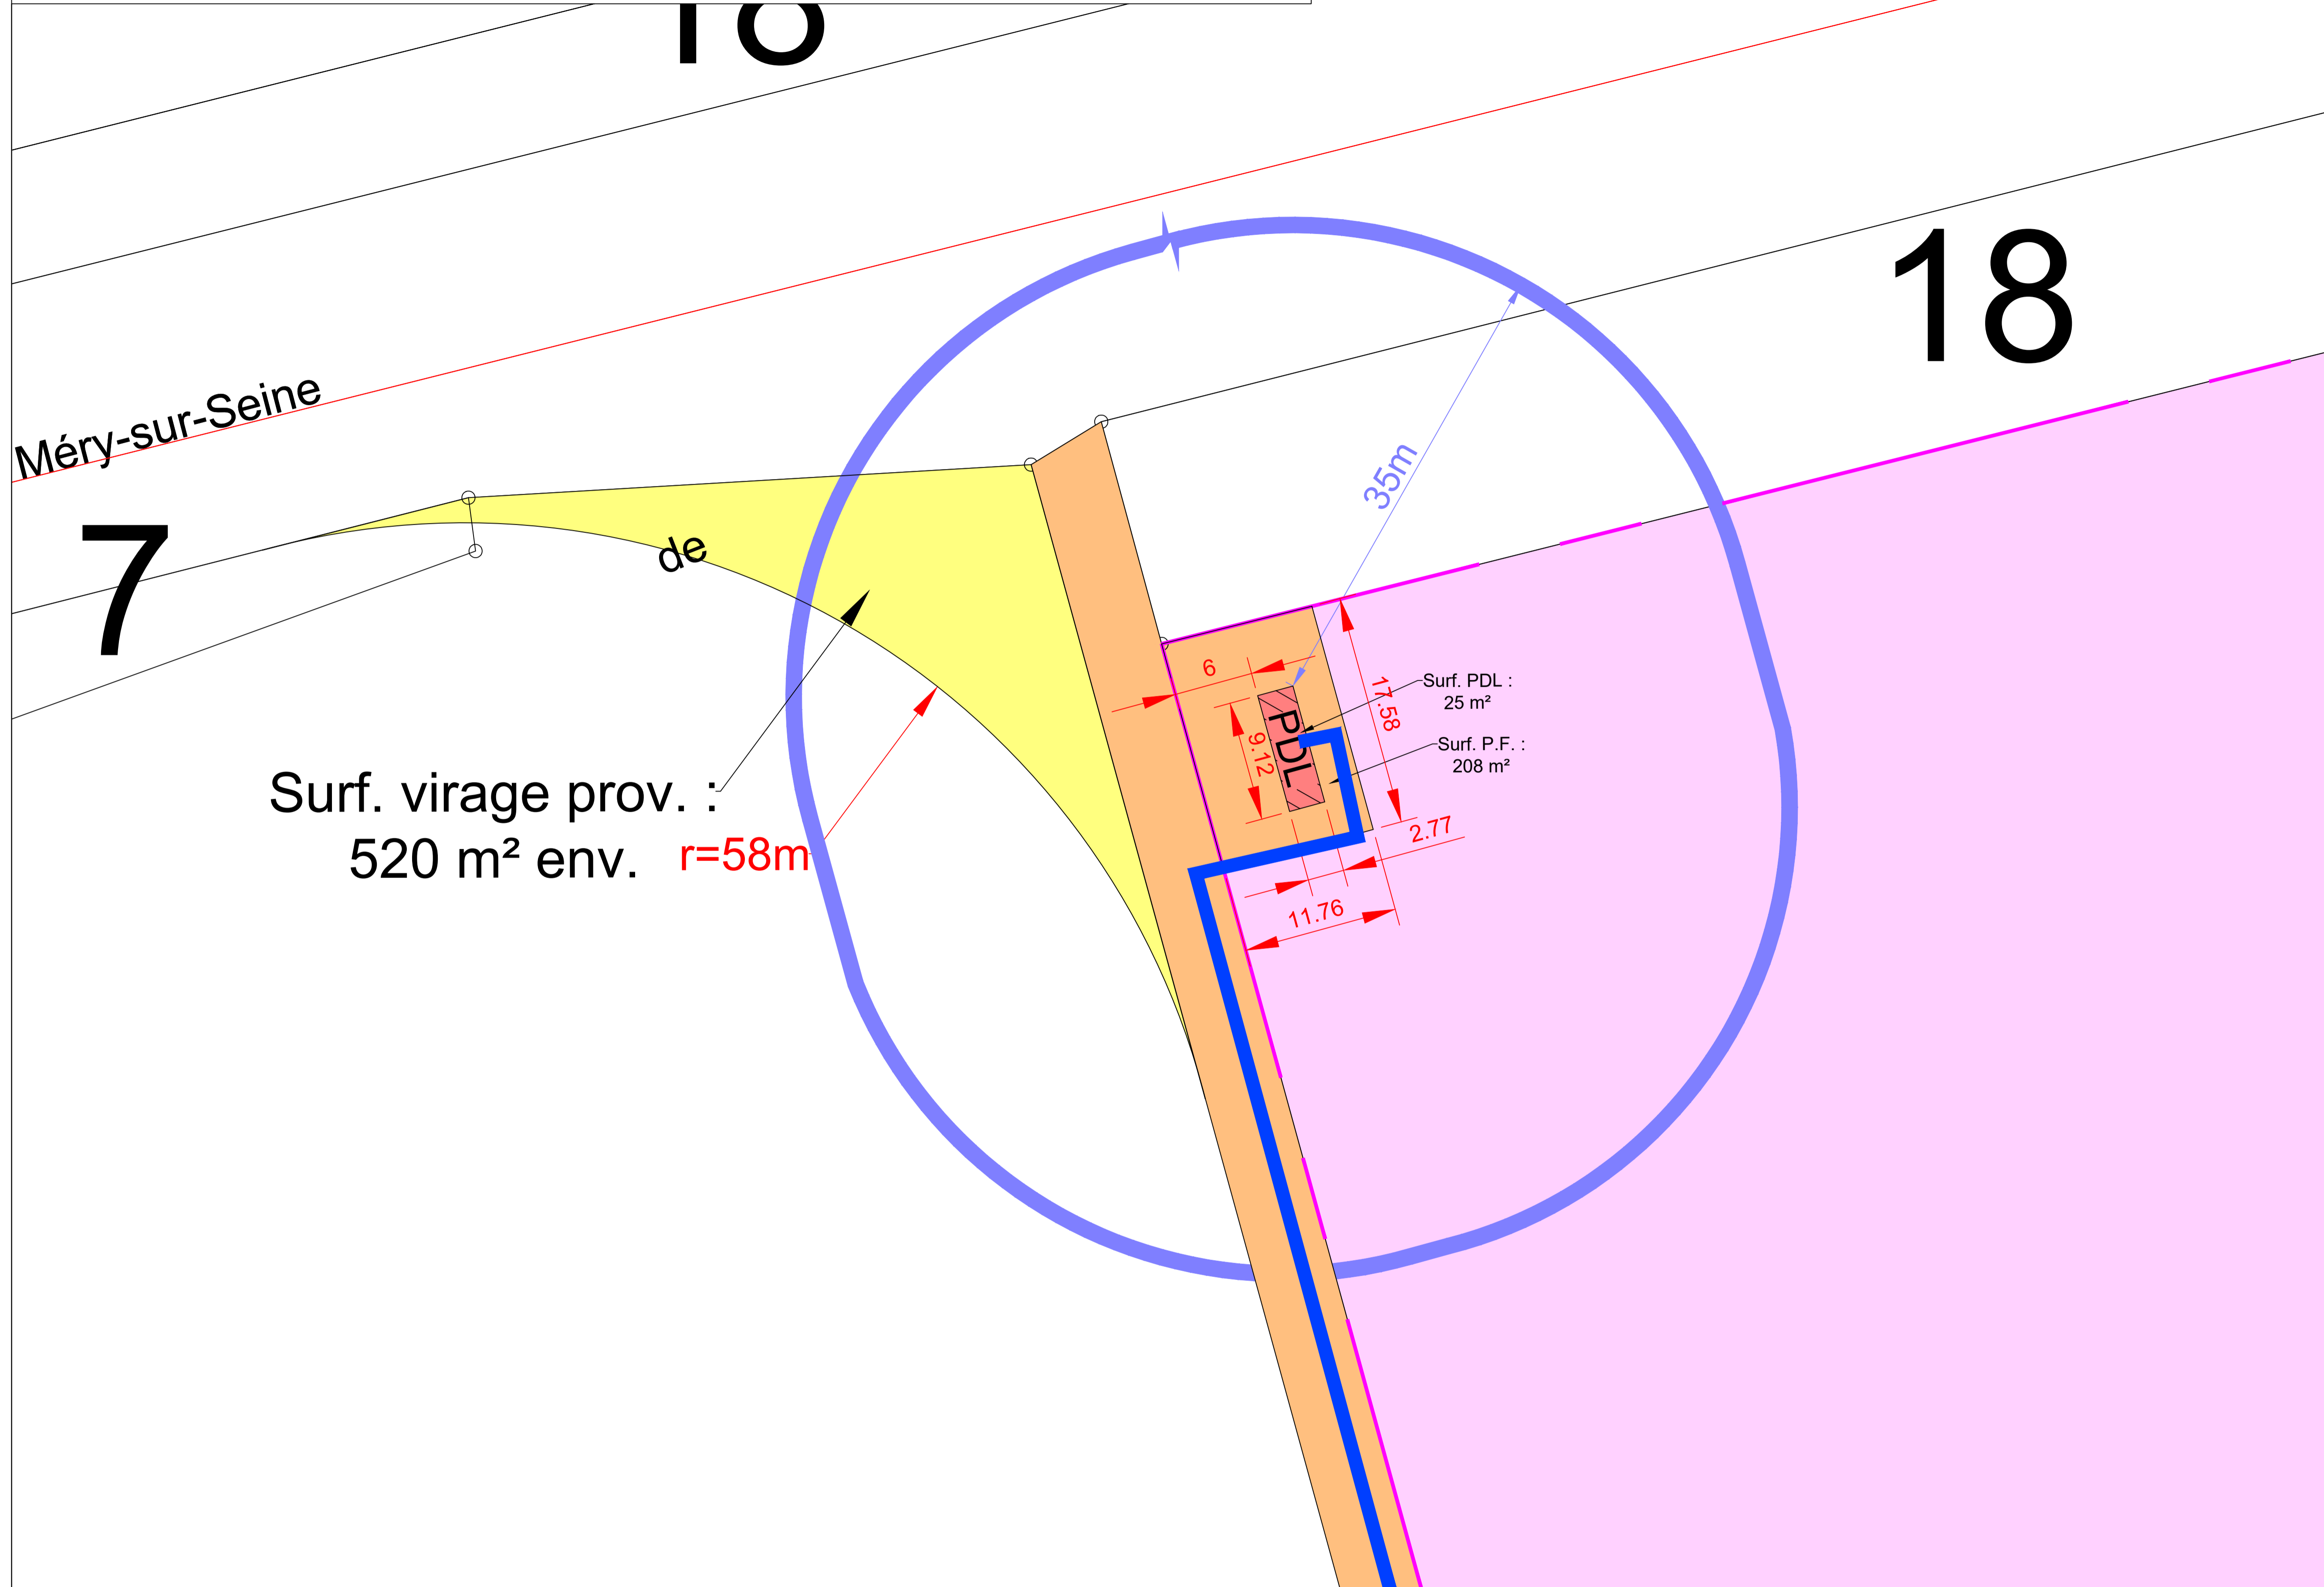 18
18
Méry-sur-Seine
7
de
35m
6
PDL
9.12
17.58
Surf. PDL :
25 m²
Surf. P.F. :
208 m²
2.77
11.76
Surf. virage prov. :
520 m² env.
r=58m